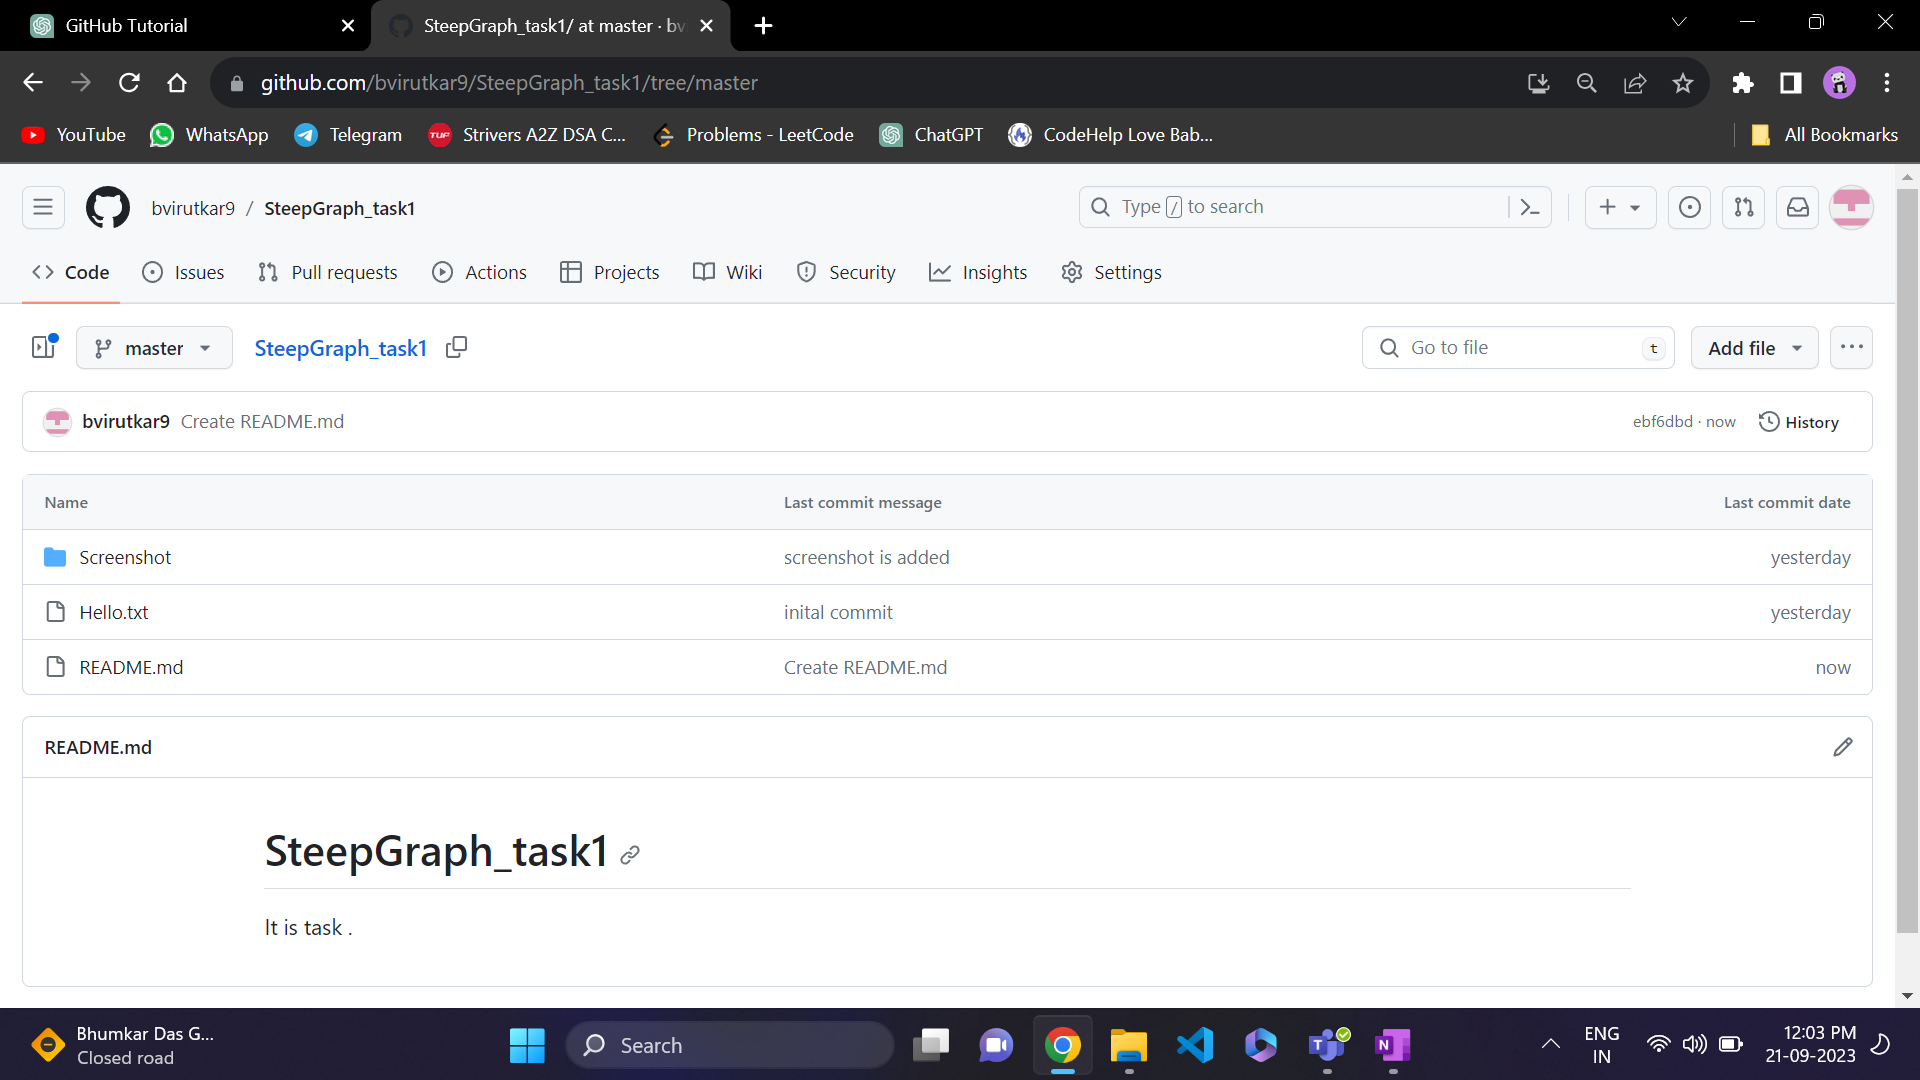 GitHub Tutorial
SteepGraph_task1/ at master · bv
github.com/bvirutkar9/SteepGraph_task1/tree/master
YouTube WhatsApp Telegram TUF Strivers A2Z DSA C... Problems - LeetCode ChatGPT CodeHelp Love Bab... All Bookmarks
bvirutkar9 / SteepGraph_task1 Type / to search
Code Issues Pull requests Actions Projects Wiki Security Insights Settings
master SteepGraph_task1 Go to file t Add file
bvirutkar9 Create README.md ebf6dbd · now History
Name Last commit message Last commit date
Screenshot screenshot is added yesterday
Hello.txt inital commit yesterday
README.md Create README.md now
README.md
SteepGraph_task1
It is task .
Bhumkar Das G...
Closed road
Search
ENG
IN
12:03 PM
21-09-2023